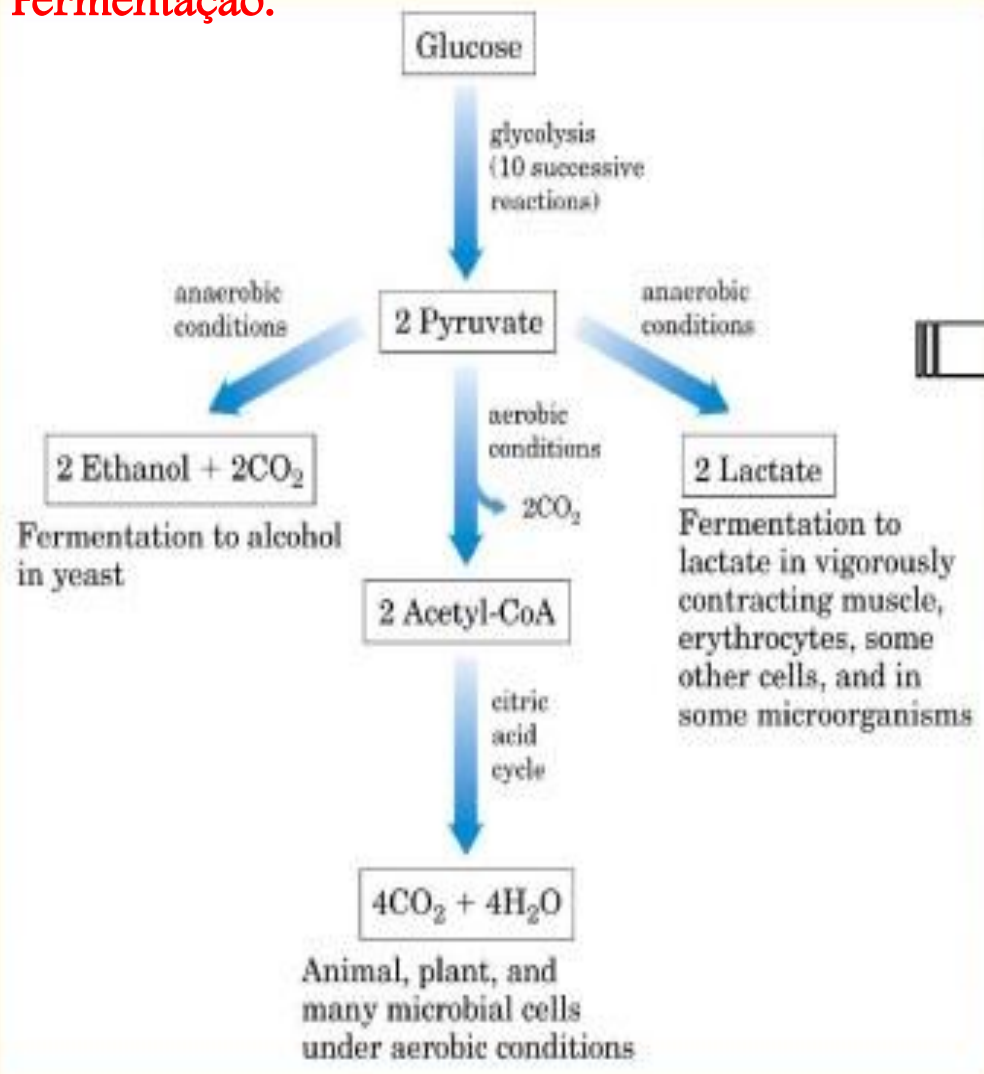 Fermentação:
Glucose
glycolysis
(10 successive
reactions)
anaerobic
conditions
2 Pyruvate
anaerobic
conditions
aerobic
conditions
2CO₂
2 Ethanol + 2CO₂
Fermentation to alcohol
in yeast
2 Lactate
Fermentation to
lactate in vigorously
contracting muscle,
erythrocytes, some
other cells, and in
some microorganisms
2 Acetyl-CoA
citric
acid
cycle
4CO₂ + 4H₂O
Animal, plant, and
many microbial cells
under aerobic conditions